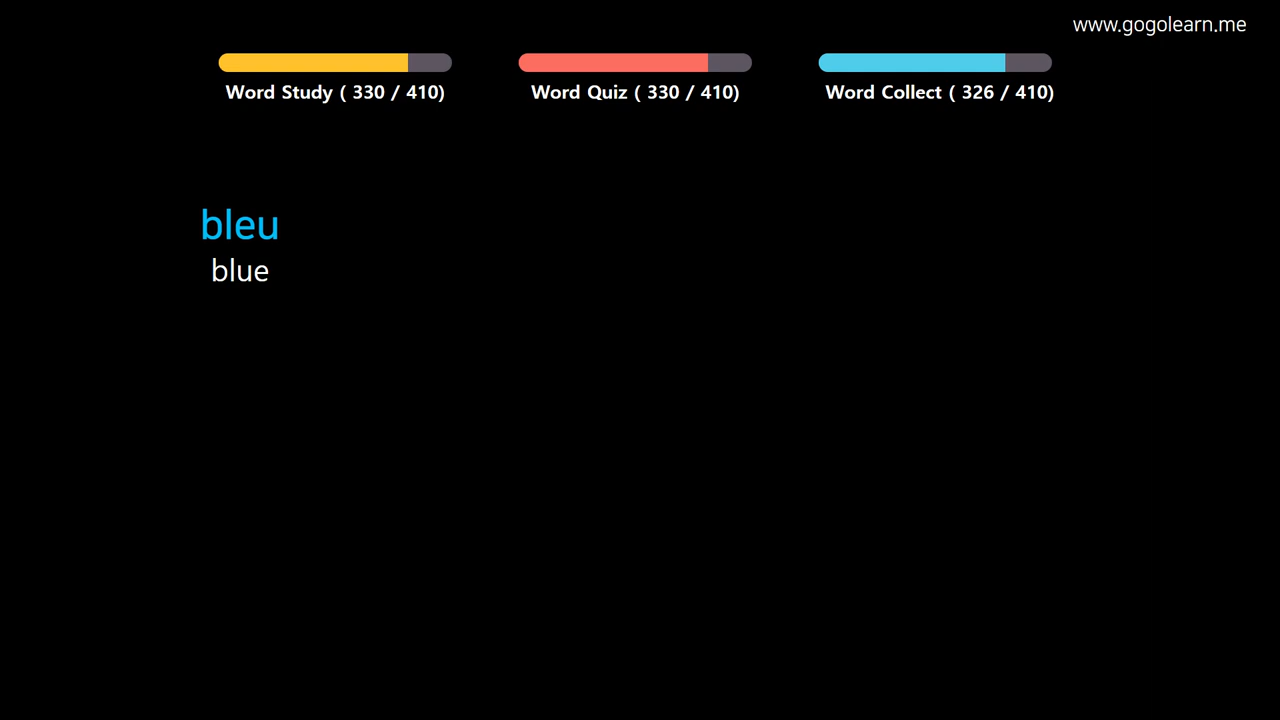 www.gogolearn.me
Word Study ( 330 / 410)
Word Quiz ( 330 / 410)
Word Collect ( 326 / 410)
bleu
blue